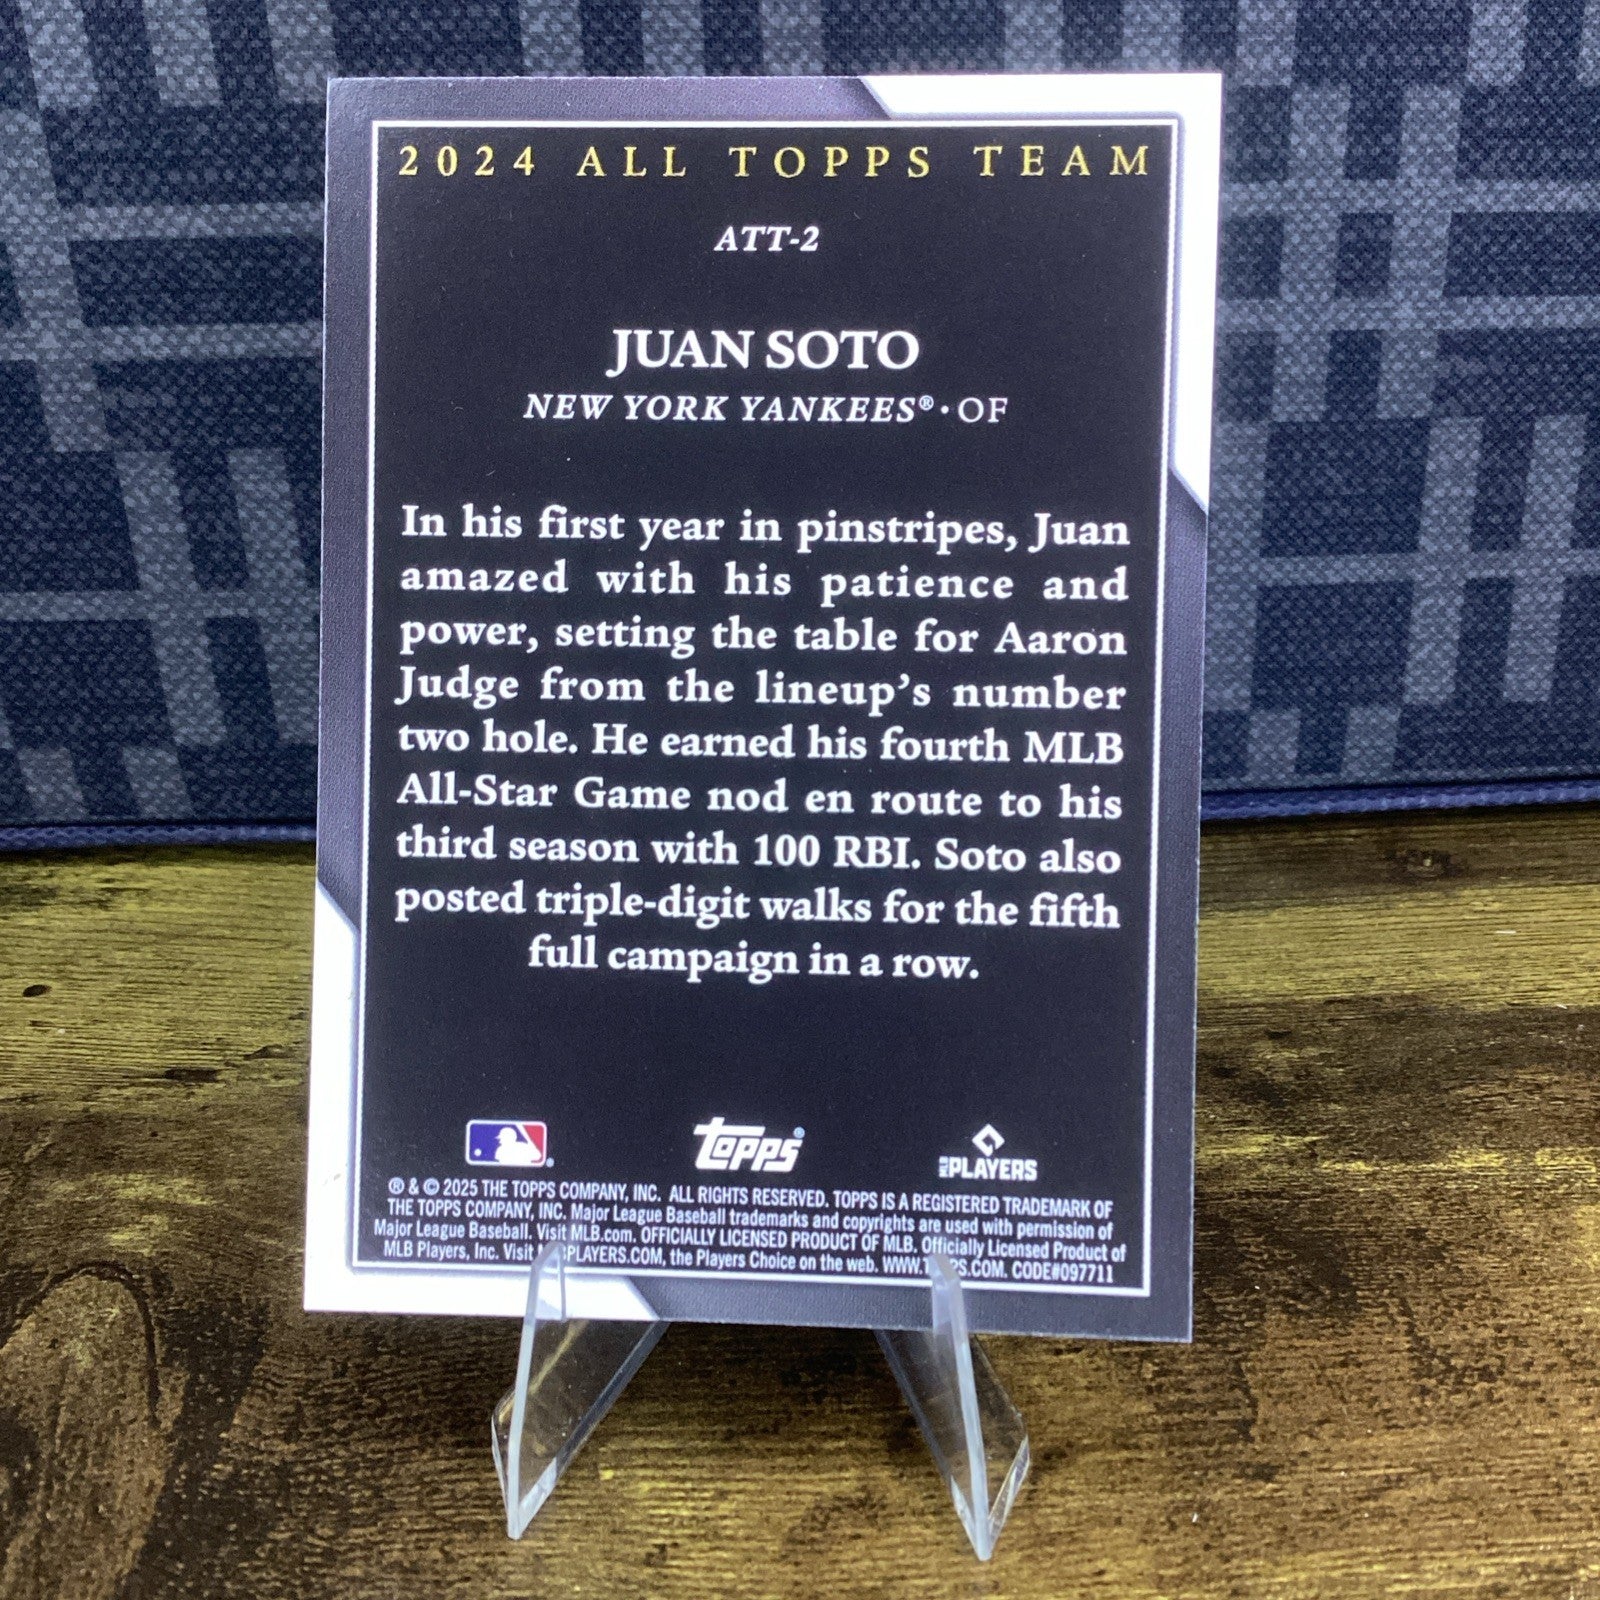 2024 ALL TOPPS TEAM
ATT-2
JUAN SOTO
NEW YORK YANKEES® • OF
In his first year in pinstripes, Juan
amazed with his patience and
power, setting the table for Aaron
Judge from the lineup's number
two hole. He earned his fourth MLB
All-Star Game nod en route to his
third season with 100 RBI. Soto also
posted triple-digit walks for the fifth
full campaign in a row.
topps®
MLB PLAYERS
® & © 2025 THE TOPPS COMPANY, INC. ALL RIGHTS RESERVED. TOPPS IS A REGISTERED TRADEMARK OF
THE TOPPS COMPANY, INC. Major League Baseball trademarks and copyrights are used with permission of
Major League Baseball. Visit MLB.com. OFFICIALLY LICENSED PRODUCT OF MLB. Officially Licensed Product of
MLB Players, Inc. Visit MLBPLAYERS.COM, the Players Choice on the web. WWW.TOPPS.COM. CODE#097711